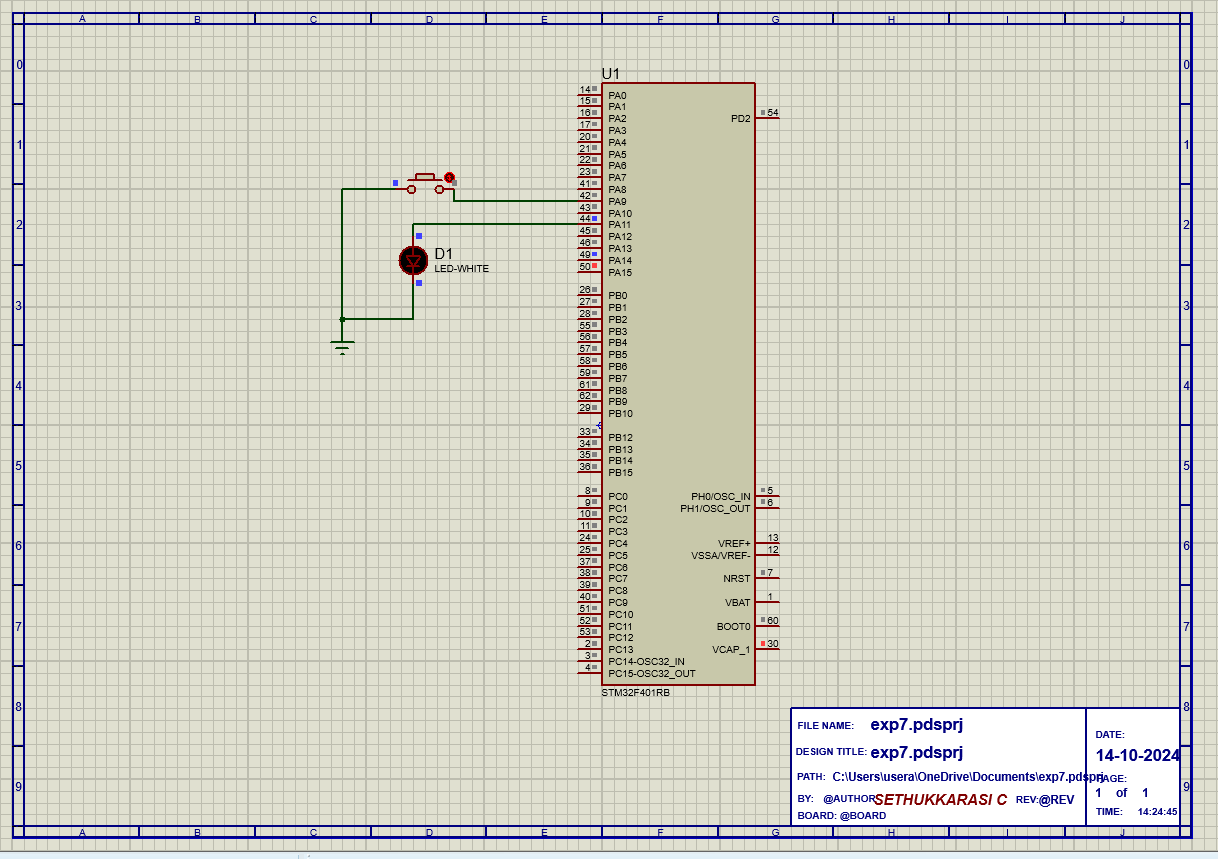 A B C D E F G H I J
0 0
U1
14 PA0
15 PA1
16 PA2 PD2 54
17 PA3
20 PA4
1 1
21 PA5
22 PA6
23 PA7
41 PA8
42 PA9
43 PA10
2 2
44 PA11
45 PA12
46 PA13
D1
49 PA14
LED-WHITE
50 PA15
26 PB0
27 PB1
3 3
28 PB2
55 PB3
56 PB4
57 PB5
58 PB6
59 PB7
4 4
61 PB8
62 PB9
29 PB10
33 PB12
34 PB13
35 PB14
5 5
36 PB15
8 PC0 PH0/OSC_IN 5
9 PC1 PH1/OSC_OUT 6
10 PC2
11 PC3
24 PC4 VREF+ 13
6 6
25 PC5 VSSA/VREF- 12
37 PC6
38 PC7 NRST 7
39 PC8
40 PC9 VBAT 1
51 PC10
52 PC11 BOOT0 60
7 7
53 PC12
2 PC13 VCAP_1 30
3 PC14-OSC32_IN
4 PC15-OSC32_OUT
STM32F401RB
8 8
FILE NAME: exp7.pdsprj
DATE:
DESIGN TITLE: exp7.pdsprj
14-10-2024
PATH: C:\Users\usera\OneDrive\Documents\exp7.pdsprj
PAGE:
9 9
1 of 1
BY: @AUTHOR SETHUKKARASI C REV:@REV
BOARD: @BOARD
TIME: 14:24:45
A B C D E F G H I J